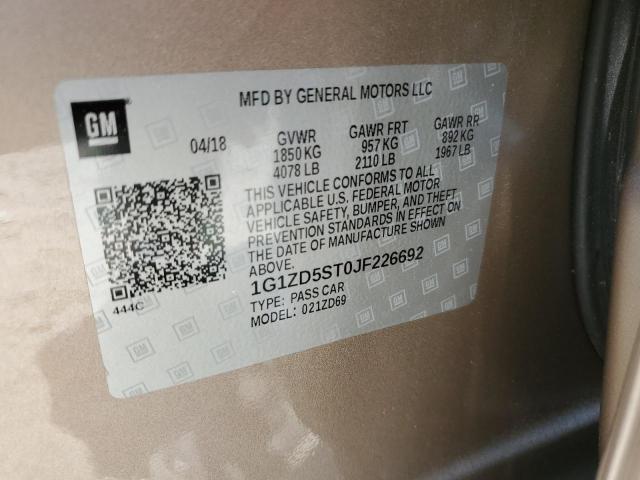 GM
MFD BY GENERAL MOTORS LLC
04/18 GVWR GAWR FRT GAWR RR
1850 KG 957 KG 892 KG
4078 LB 2110 LB 1967 LB
THIS VEHICLE CONFORMS TO ALL
APPLICABLE U.S. FEDERAL MOTOR
VEHICLE SAFETY, BUMPER, AND THEFT
PREVENTION STANDARDS IN EFFECT ON
THE DATE OF MANUFACTURE SHOWN
ABOVE.
1G1ZD5ST0JF226692
TYPE: PASS CAR
MODEL: 021ZD69
444C